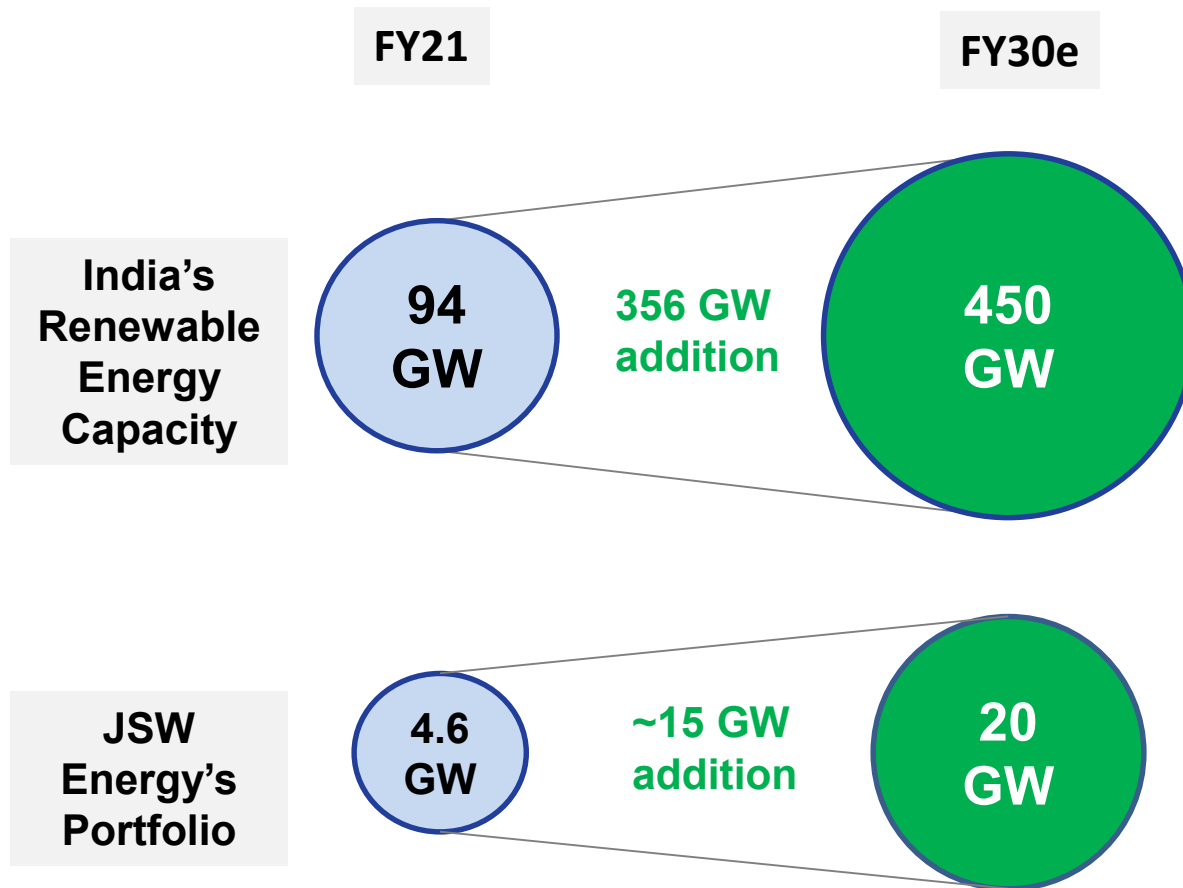 FY21
FY30e
India’s
Renewable
Energy
Capacity
94
GW
356 GW
addition
450
GW
JSW
Energy’s
Portfolio
4.6
GW
~15 GW
addition
20
GW